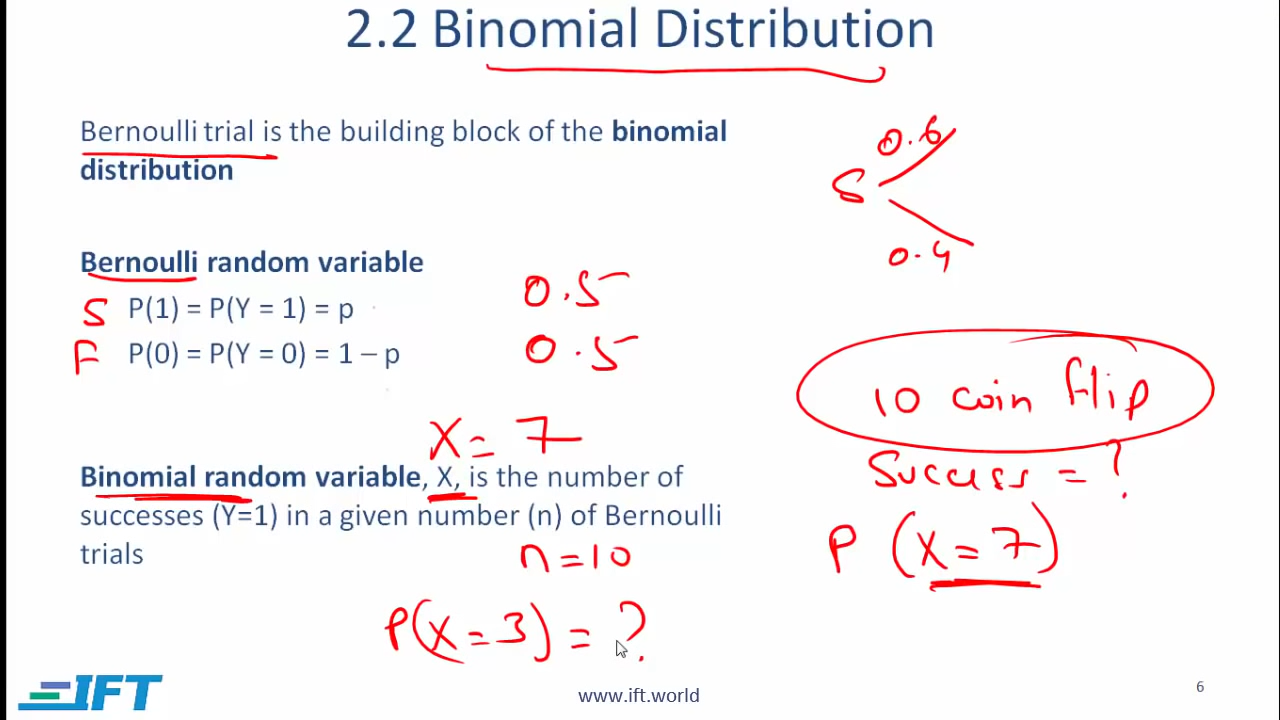 2.2 Binomial Distribution
Bernoulli trial is the building block of the binomial
distribution
S
0.6
0.4
Bernoulli random variable
S P(1) = P(Y = 1) = p 0.5
F P(0) = P(Y = 0) = 1 – p 0.5
10 coin flip
X = 7
Success = ?
Binomial random variable, X, is the number of
successes (Y=1) in a given number (n) of Bernoulli
trials
n = 10
P (X = 7)
P(X = 3) = ?
IFT
www.ift.world
6